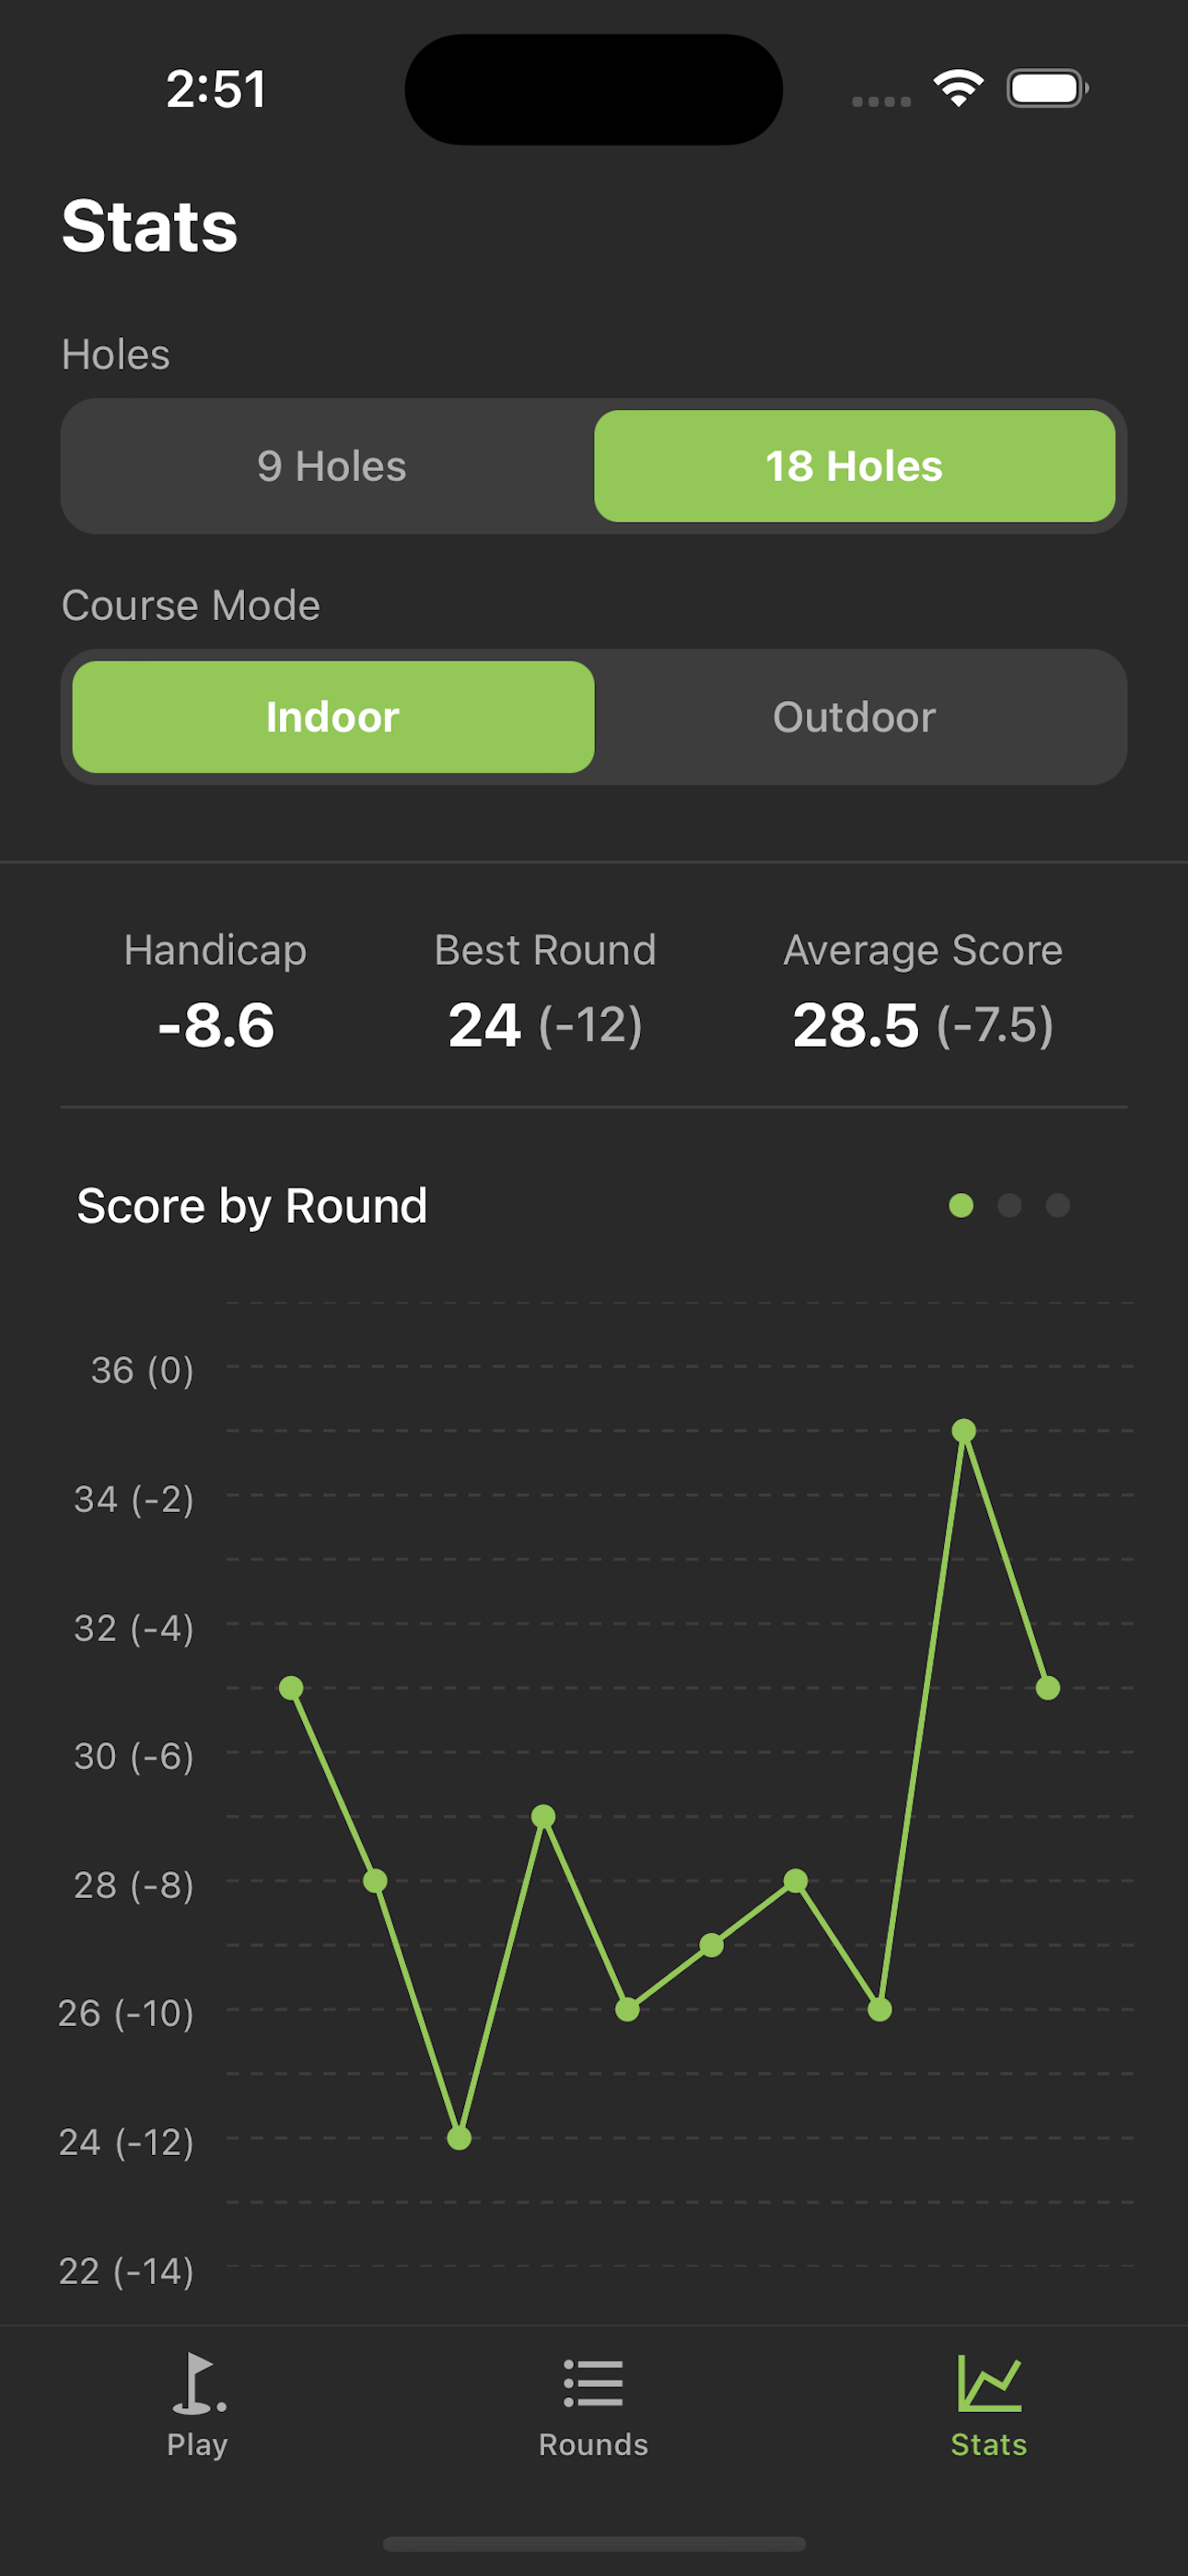 2:51
Stats
Holes
9 Holes 18 Holes
Course Mode
Indoor Outdoor
Handicap Best Round Average Score
-8.6 24 (-12) 28.5 (-7.5)
Score by Round
36 (0)
34 (-2)
32 (-4)
30 (-6)
28 (-8)
26 (-10)
24 (-12)
22 (-14)
Play Rounds Stats